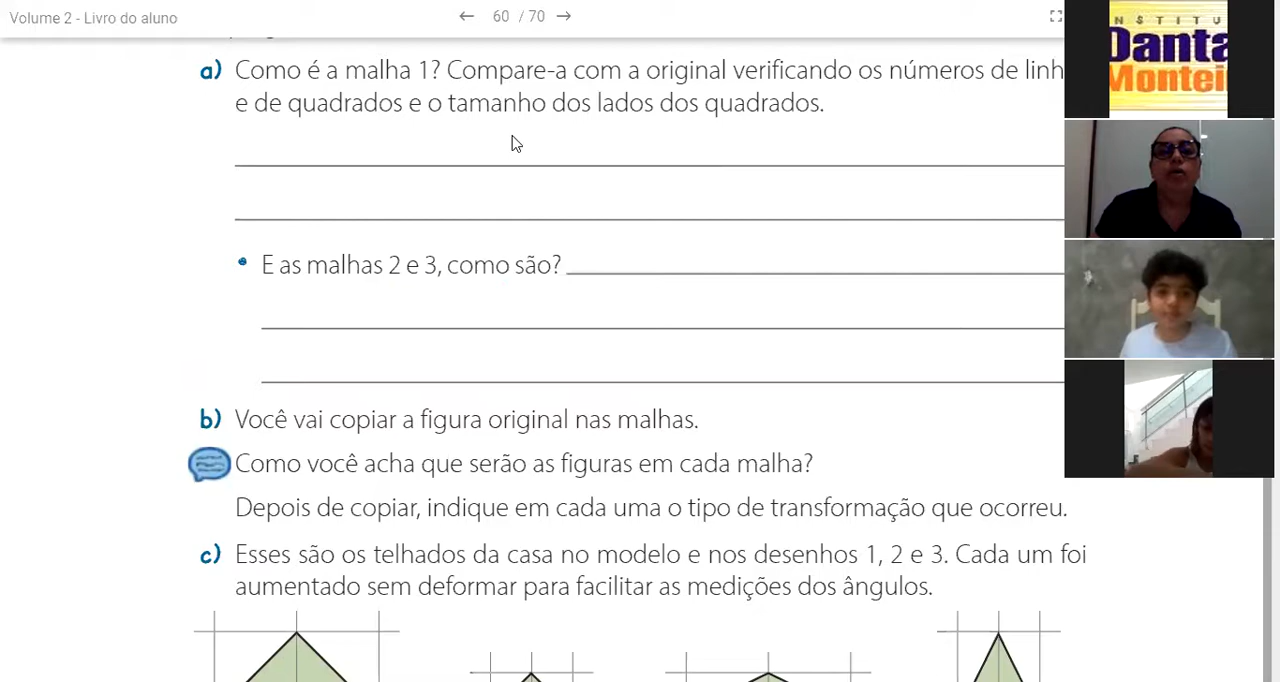 Volume 2 - Livro do aluno
60 / 70
a) Como é a malha 1? Compare-a com a original verificando os números de linh
e de quadrados e o tamanho dos lados dos quadrados.
• E as malhas 2 e 3, como são?
b) Você vai copiar a figura original nas malhas.
Como você acha que serão as figuras em cada malha?
Depois de copiar, indique em cada uma o tipo de transformação que ocorreu.
c) Esses são os telhados da casa no modelo e nos desenhos 1, 2 e 3. Cada um foi
aumentado sem deformar para facilitar as medições dos ângulos.
NSTITU
Danta
Montei